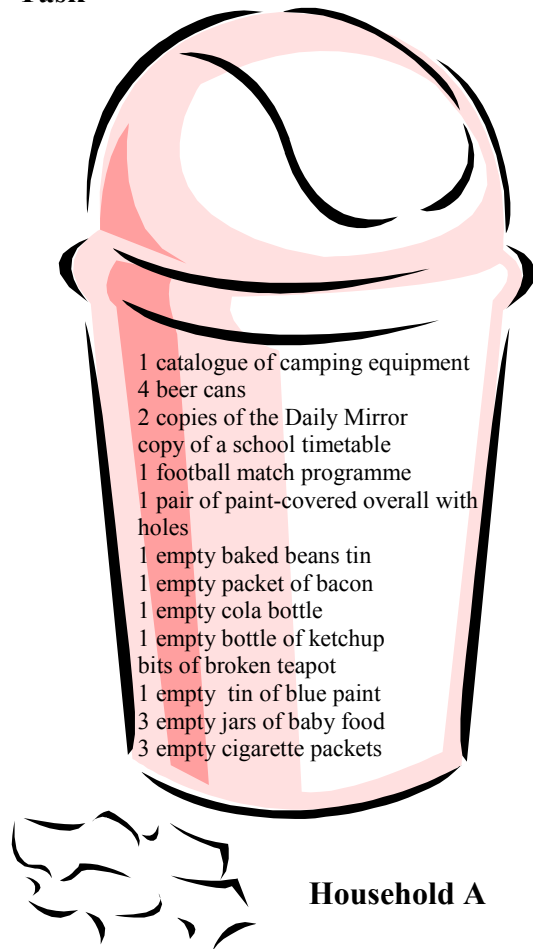 Task
1 catalogue of camping equipment
4 beer cans
2 copies of the Daily Mirror
copy of a school timetable
1 football match programme
1 pair of paint-covered overall with
holes
1 empty baked beans tin
1 empty packet of bacon
1 empty cola bottle
1 empty bottle of ketchup
bits of broken teapot
1 empty tin of blue paint
3 empty jars of baby food
3 empty cigarette packets
Household A